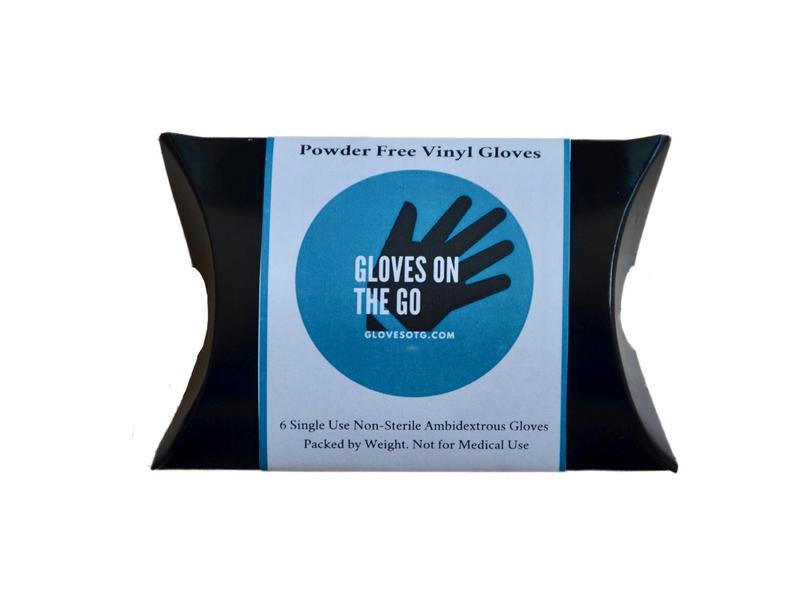 Powder Free Vinyl Gloves
GLOVES ON
THE GO
GLOVESOTG.COM
6 Single Use Non-Sterile Ambidextrous Gloves
Packed by Weight. Not for Medical Use